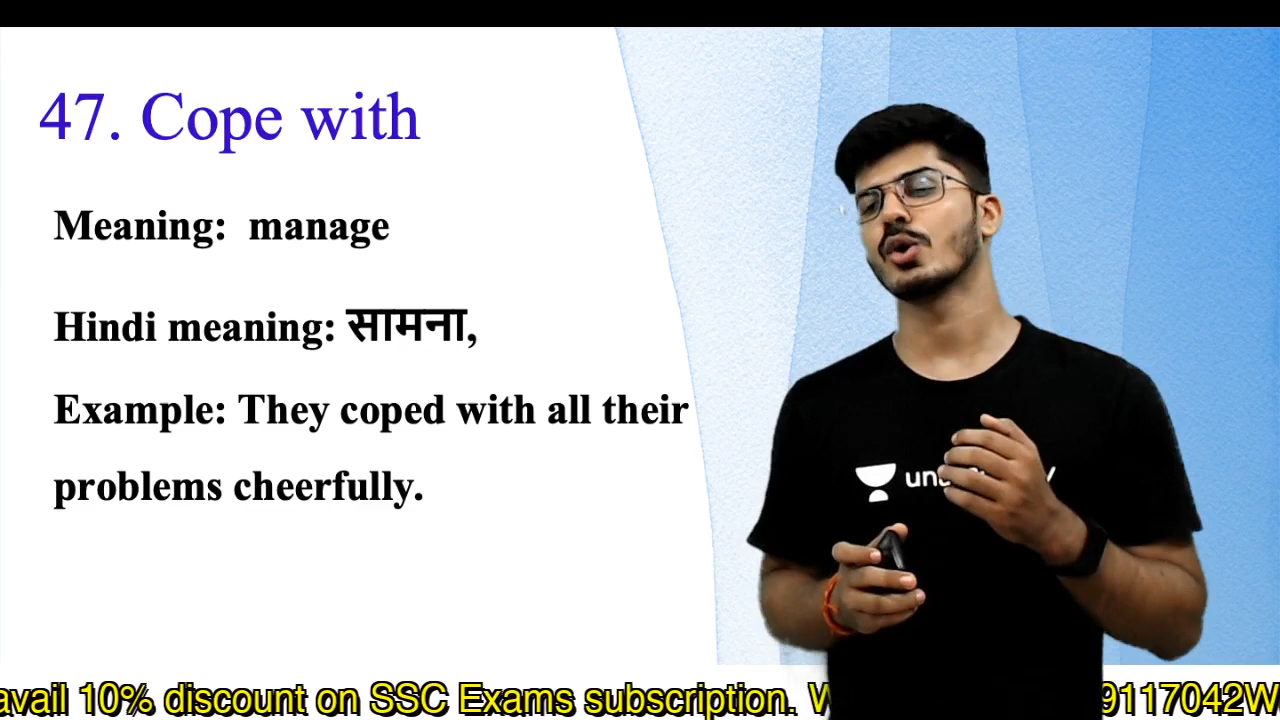 47. Cope with
Meaning: manage
Hindi meaning: सामना,
Example: They coped with all their
problems cheerfully.
avail 10% discount on SSC Exams subscription.